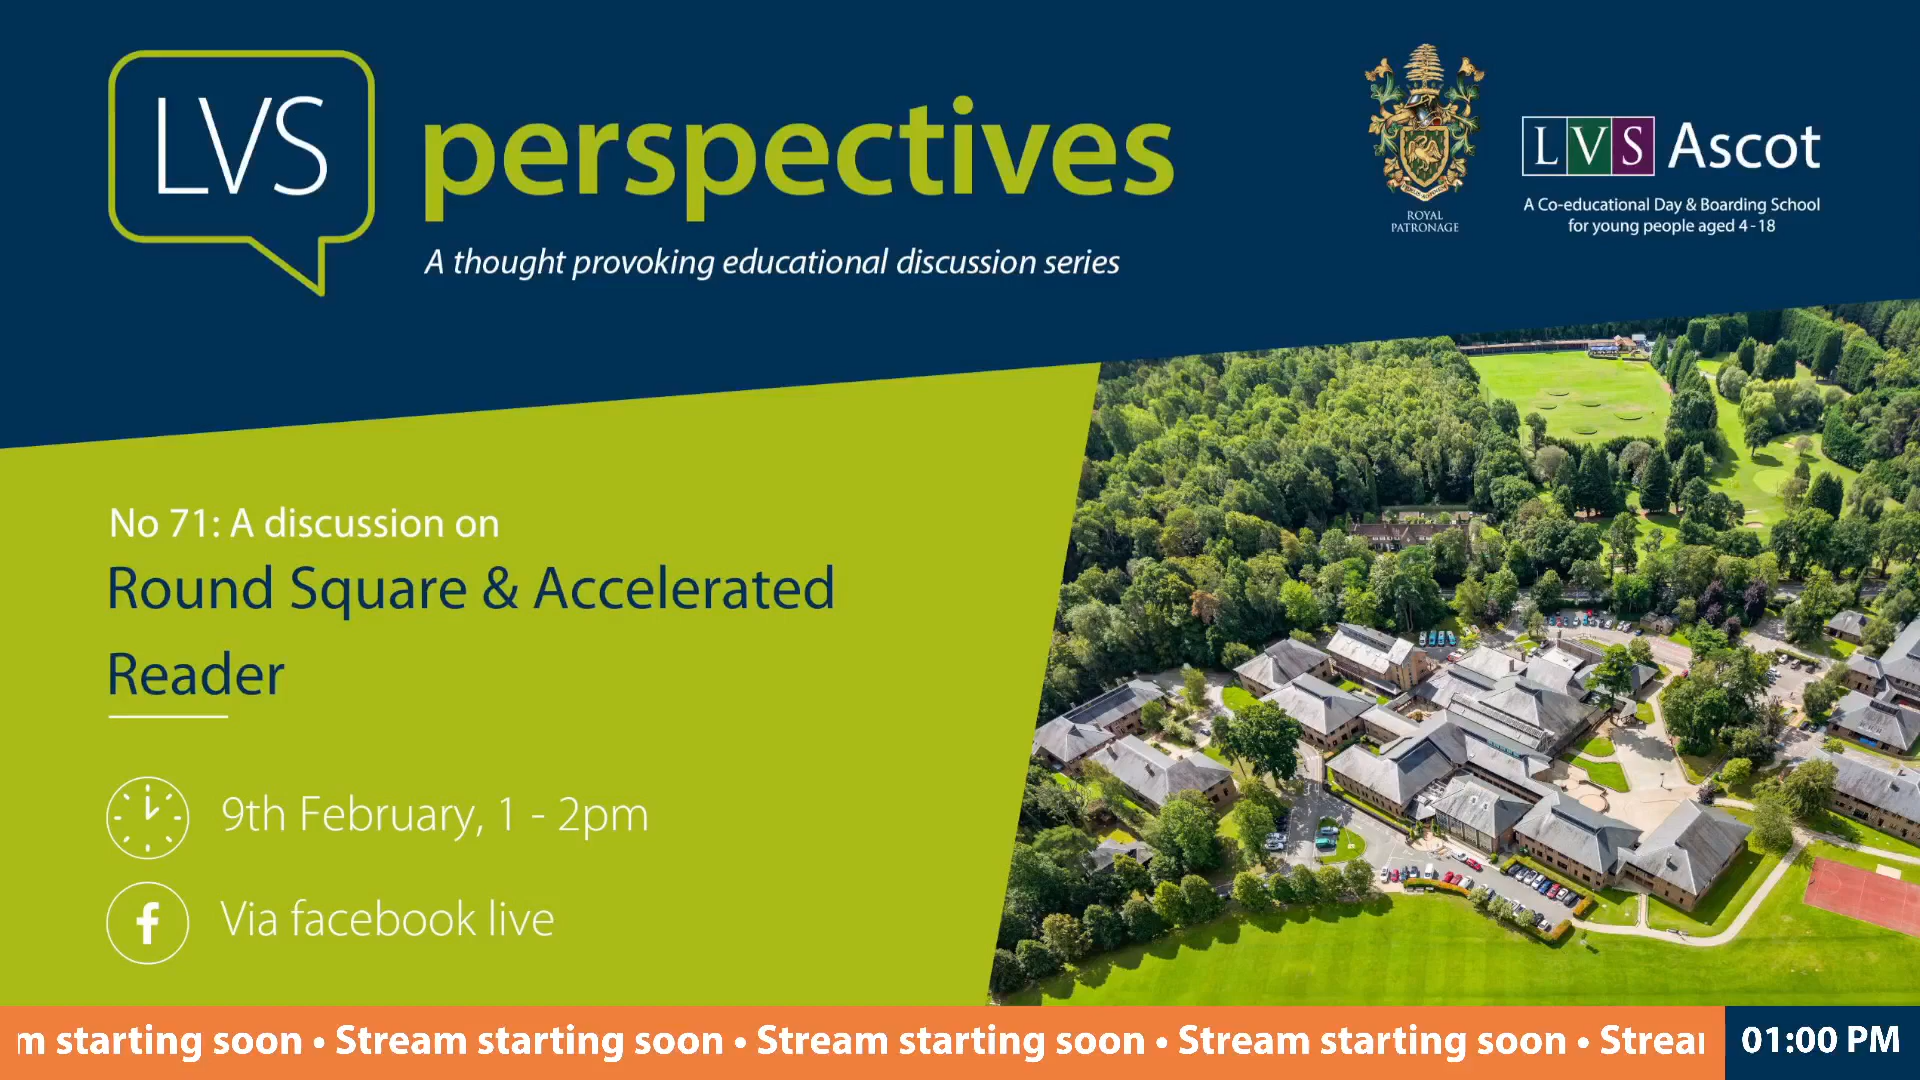 LVS
perspectives
A thought provoking educational discussion series
ROYAL
PATRONAGE
LVS Ascot
A Co-educational Day & Boarding School
for young people aged 4-18
No 71: A discussion on
Round Square & Accelerated
Reader
9th February, 1 - 2pm
Via facebook live
m starting soon • Stream starting soon • Stream starting soon • Stream starting soon • Strear
01:00 PM